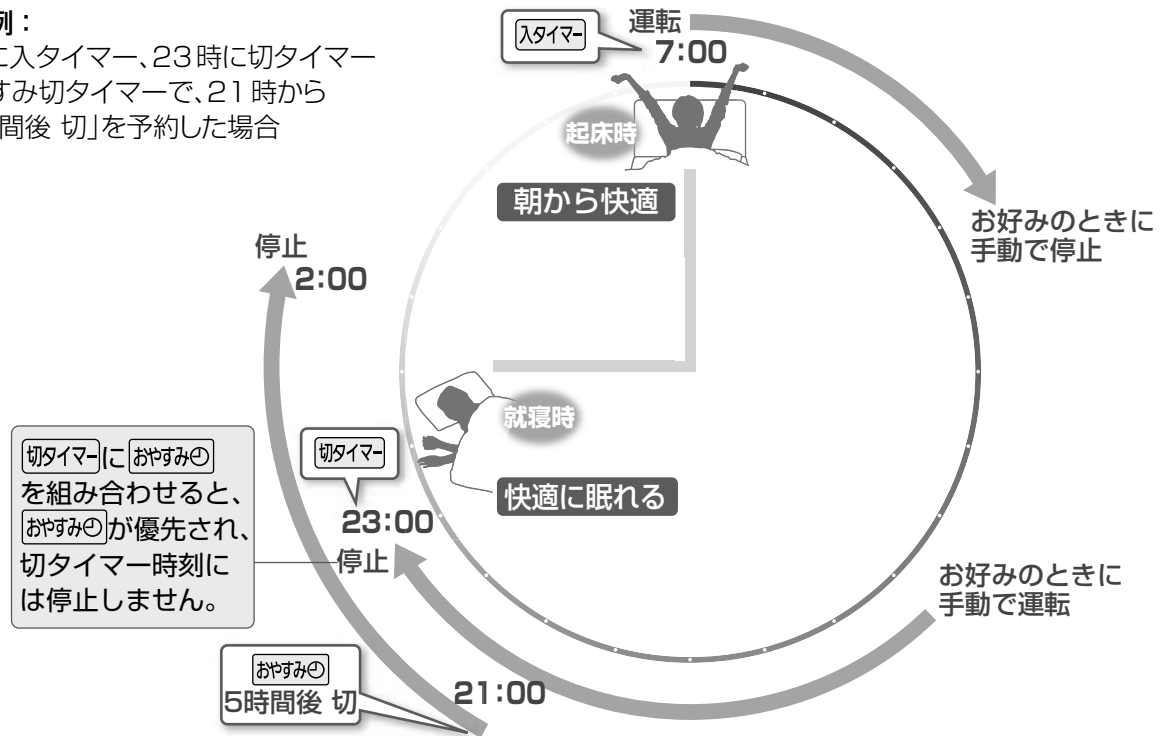 例：
に入タイマー、23時に切タイマー
すみ切タイマーで、21時から
間後 切」を予約した場合
入タイマー
運転
7:00
起床時
朝から快適
お好みのときに
手動で停止
停止
2:00
就寝時
快適に眠れる
切タイマー
23:00
停止
切タイマーにおやすみ
を組み合わせると、
おやすみが優先され、
切タイマー時刻に
は停止しません。
お好みのときに
手動で運転
おやすみ
5時間後 切
21:00